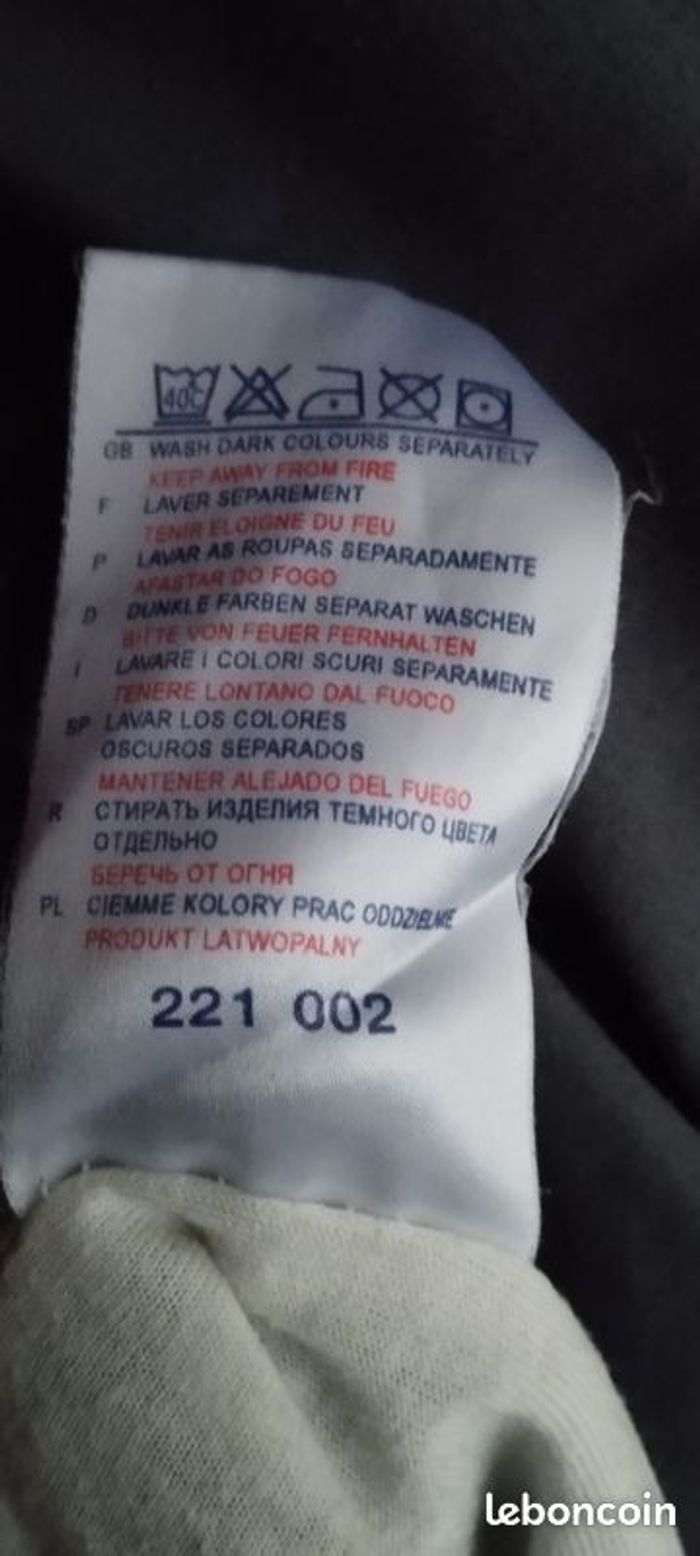 40C
GB WASH DARK COLOURS SEPARATELY
KEEP AWAY FROM FIRE
F LAVER SEPAREMENT
TENIR ELOIGNE DU FEU
P LAVAR AS ROUPAS SEPARADAMENTE
AFASTAR DO FOGO
D DUNKLE FARBEN SEPARAT WASCHEN
BITTE VON FEUER FERNHALTEN
I LAVARE I COLORI SCURI SEPARAMENTE
TENERE LONTANO DAL FUOCO
SP LAVAR LOS COLORES
OSCUROS SEPARADOS
MANTENER ALEJADO DEL FUEGO
R СТИРАТЬ ИЗДЕЛИЯ ТЕМНОГО ЦВЕТА
ОТДЕЛЬНО
БЕРЕЧЬ ОТ ОГНЯ
PL CIEMME KOLORY PRAC ODDZIELNIE
PRODUKT LATWOPALNY
221 002
leboncoin